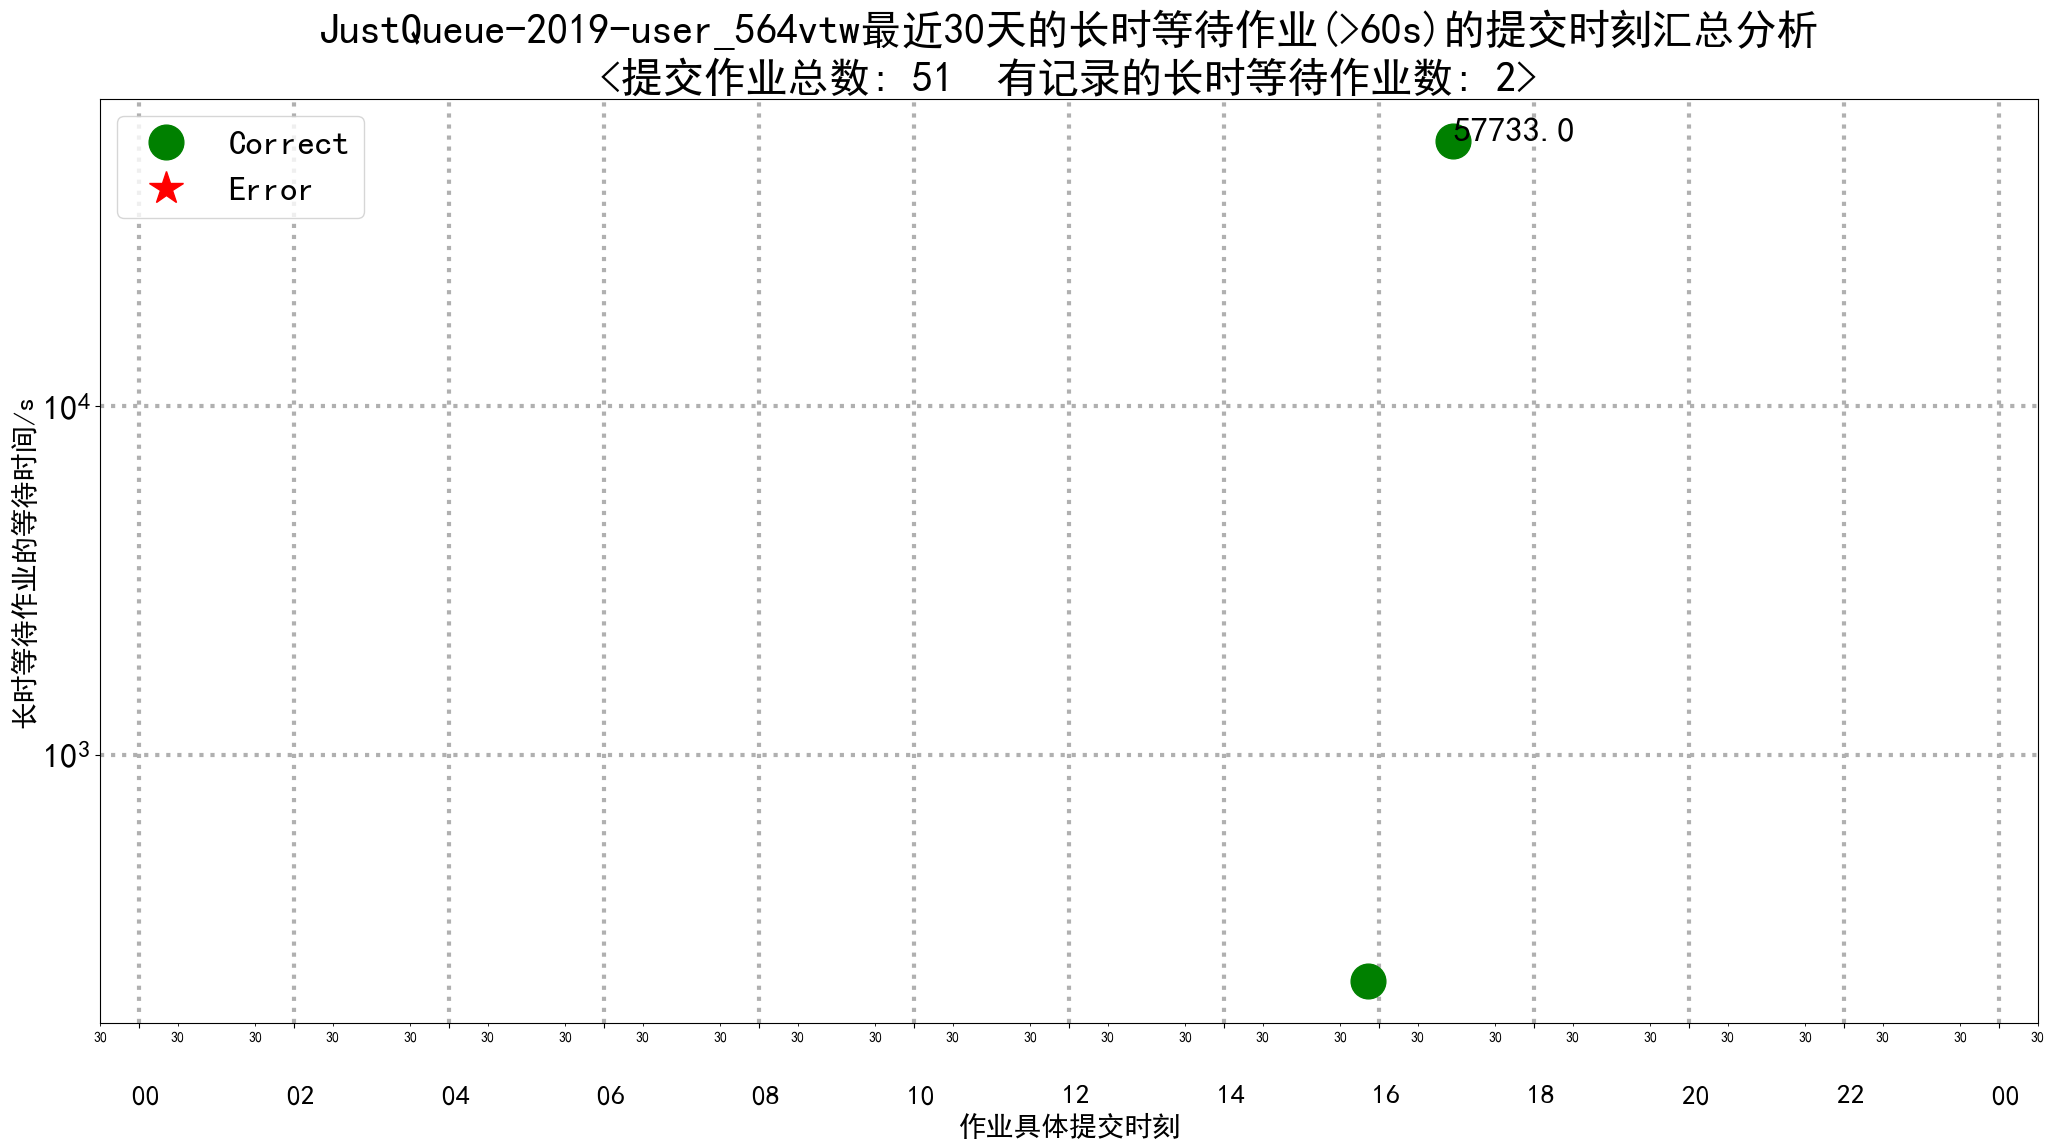 JustQueue-2019-user_564vtw最近30天的长时等待作业(>60s)的提交时刻汇总分析
<提交作业总数: 51  有记录的长时等待作业数: 2>
Correct
Error
57733.0
长时等待作业的等待时间/s
10⁴
10³
30 30 30 30 30 30 30 30 30 30 30 30 30 30 30 30 30 30 30 30 30 30 30 30 30 30
00 02 04 06 08 10 12 14 16 18 20 22 00
作业具体提交时刻